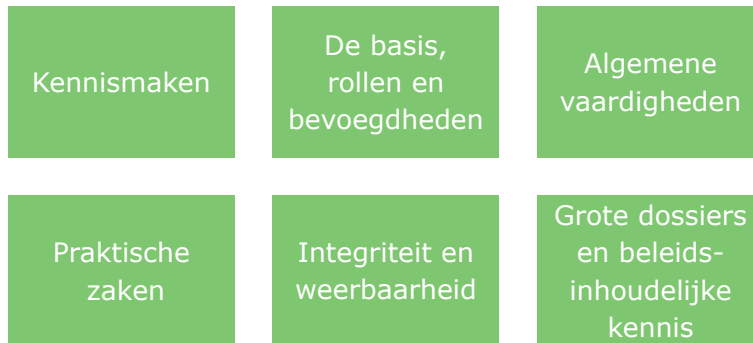 Kennismaken
De basis,
rollen en
bevoegdheden
Algemene
vaardigheden
Praktische
zaken
Integriteit en
weerbaarheid
Grote dossiers
en beleids-
inhoudelijke
kennis